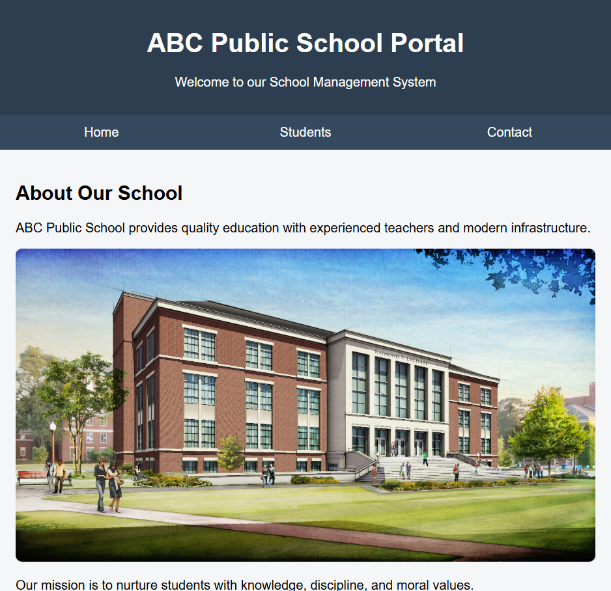 ABC Public School Portal
Welcome to our School Management System
Home Students Contact
About Our School
ABC Public School provides quality education with experienced teachers and modern infrastructure.
Our mission is to nurture students with knowledge, discipline, and moral values.